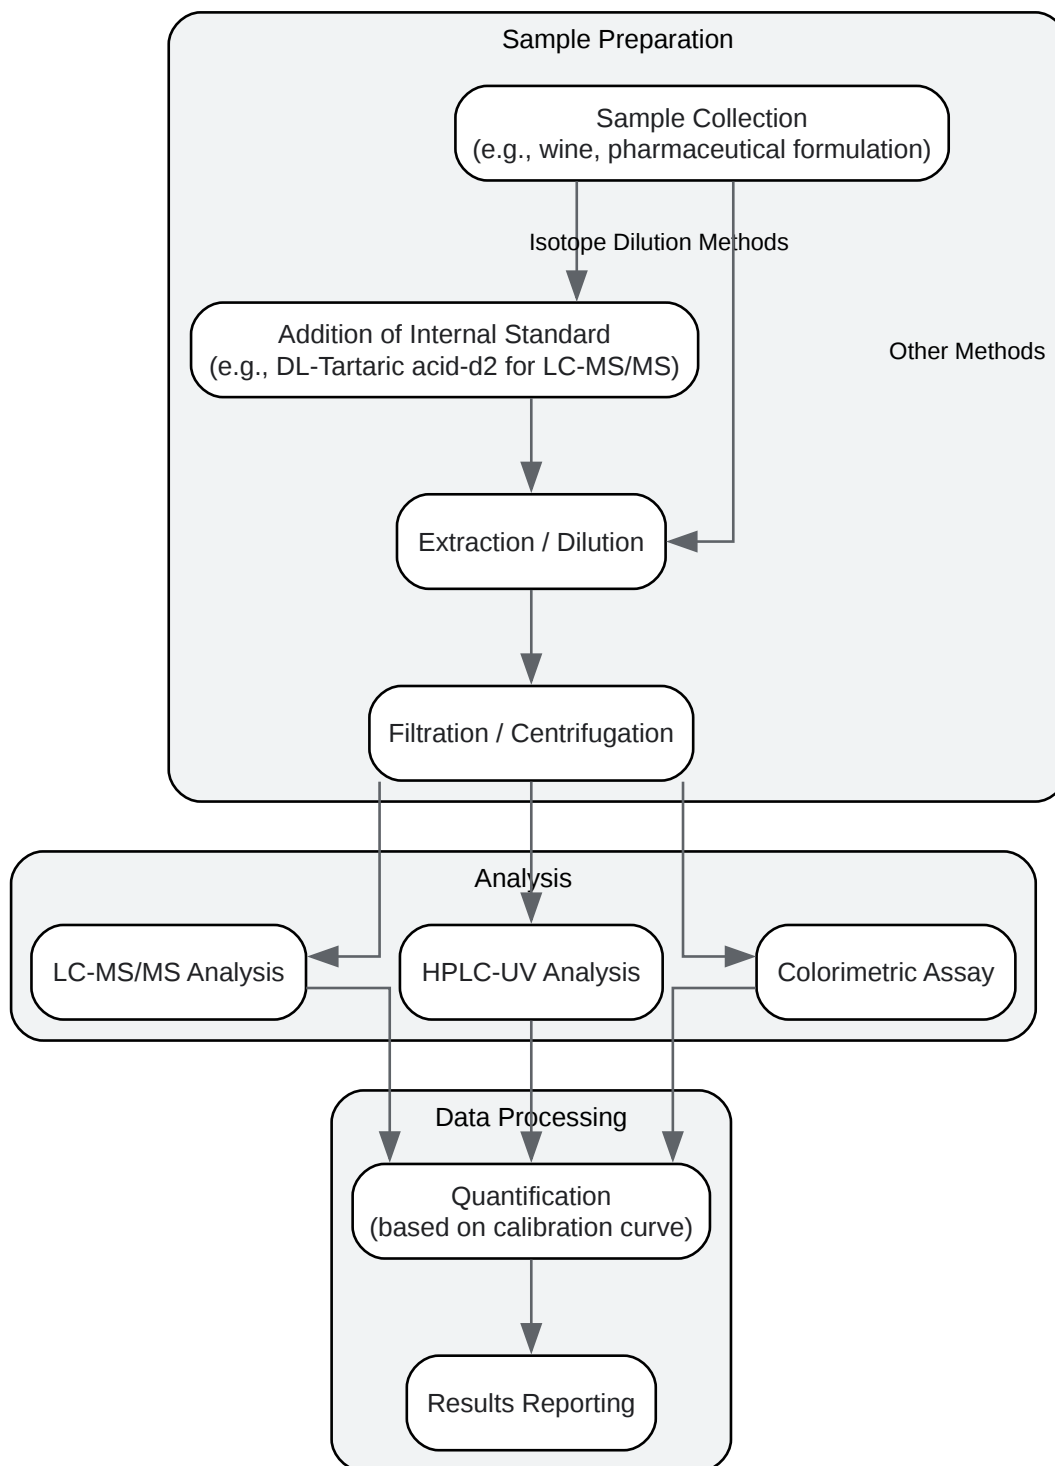 Sample Preparation
Sample Collection
(e.g., wine, pharmaceutical formulation)
Isotope Dilution Methods
Addition of Internal Standard
(e.g., DL-Tartaric acid-d2 for LC-MS/MS)
Other Methods
Extraction / Dilution
Filtration / Centrifugation
Analysis
LC-MS/MS Analysis
HPLC-UV Analysis
Colorimetric Assay
Data Processing
Quantification
(based on calibration curve)
Results Reporting